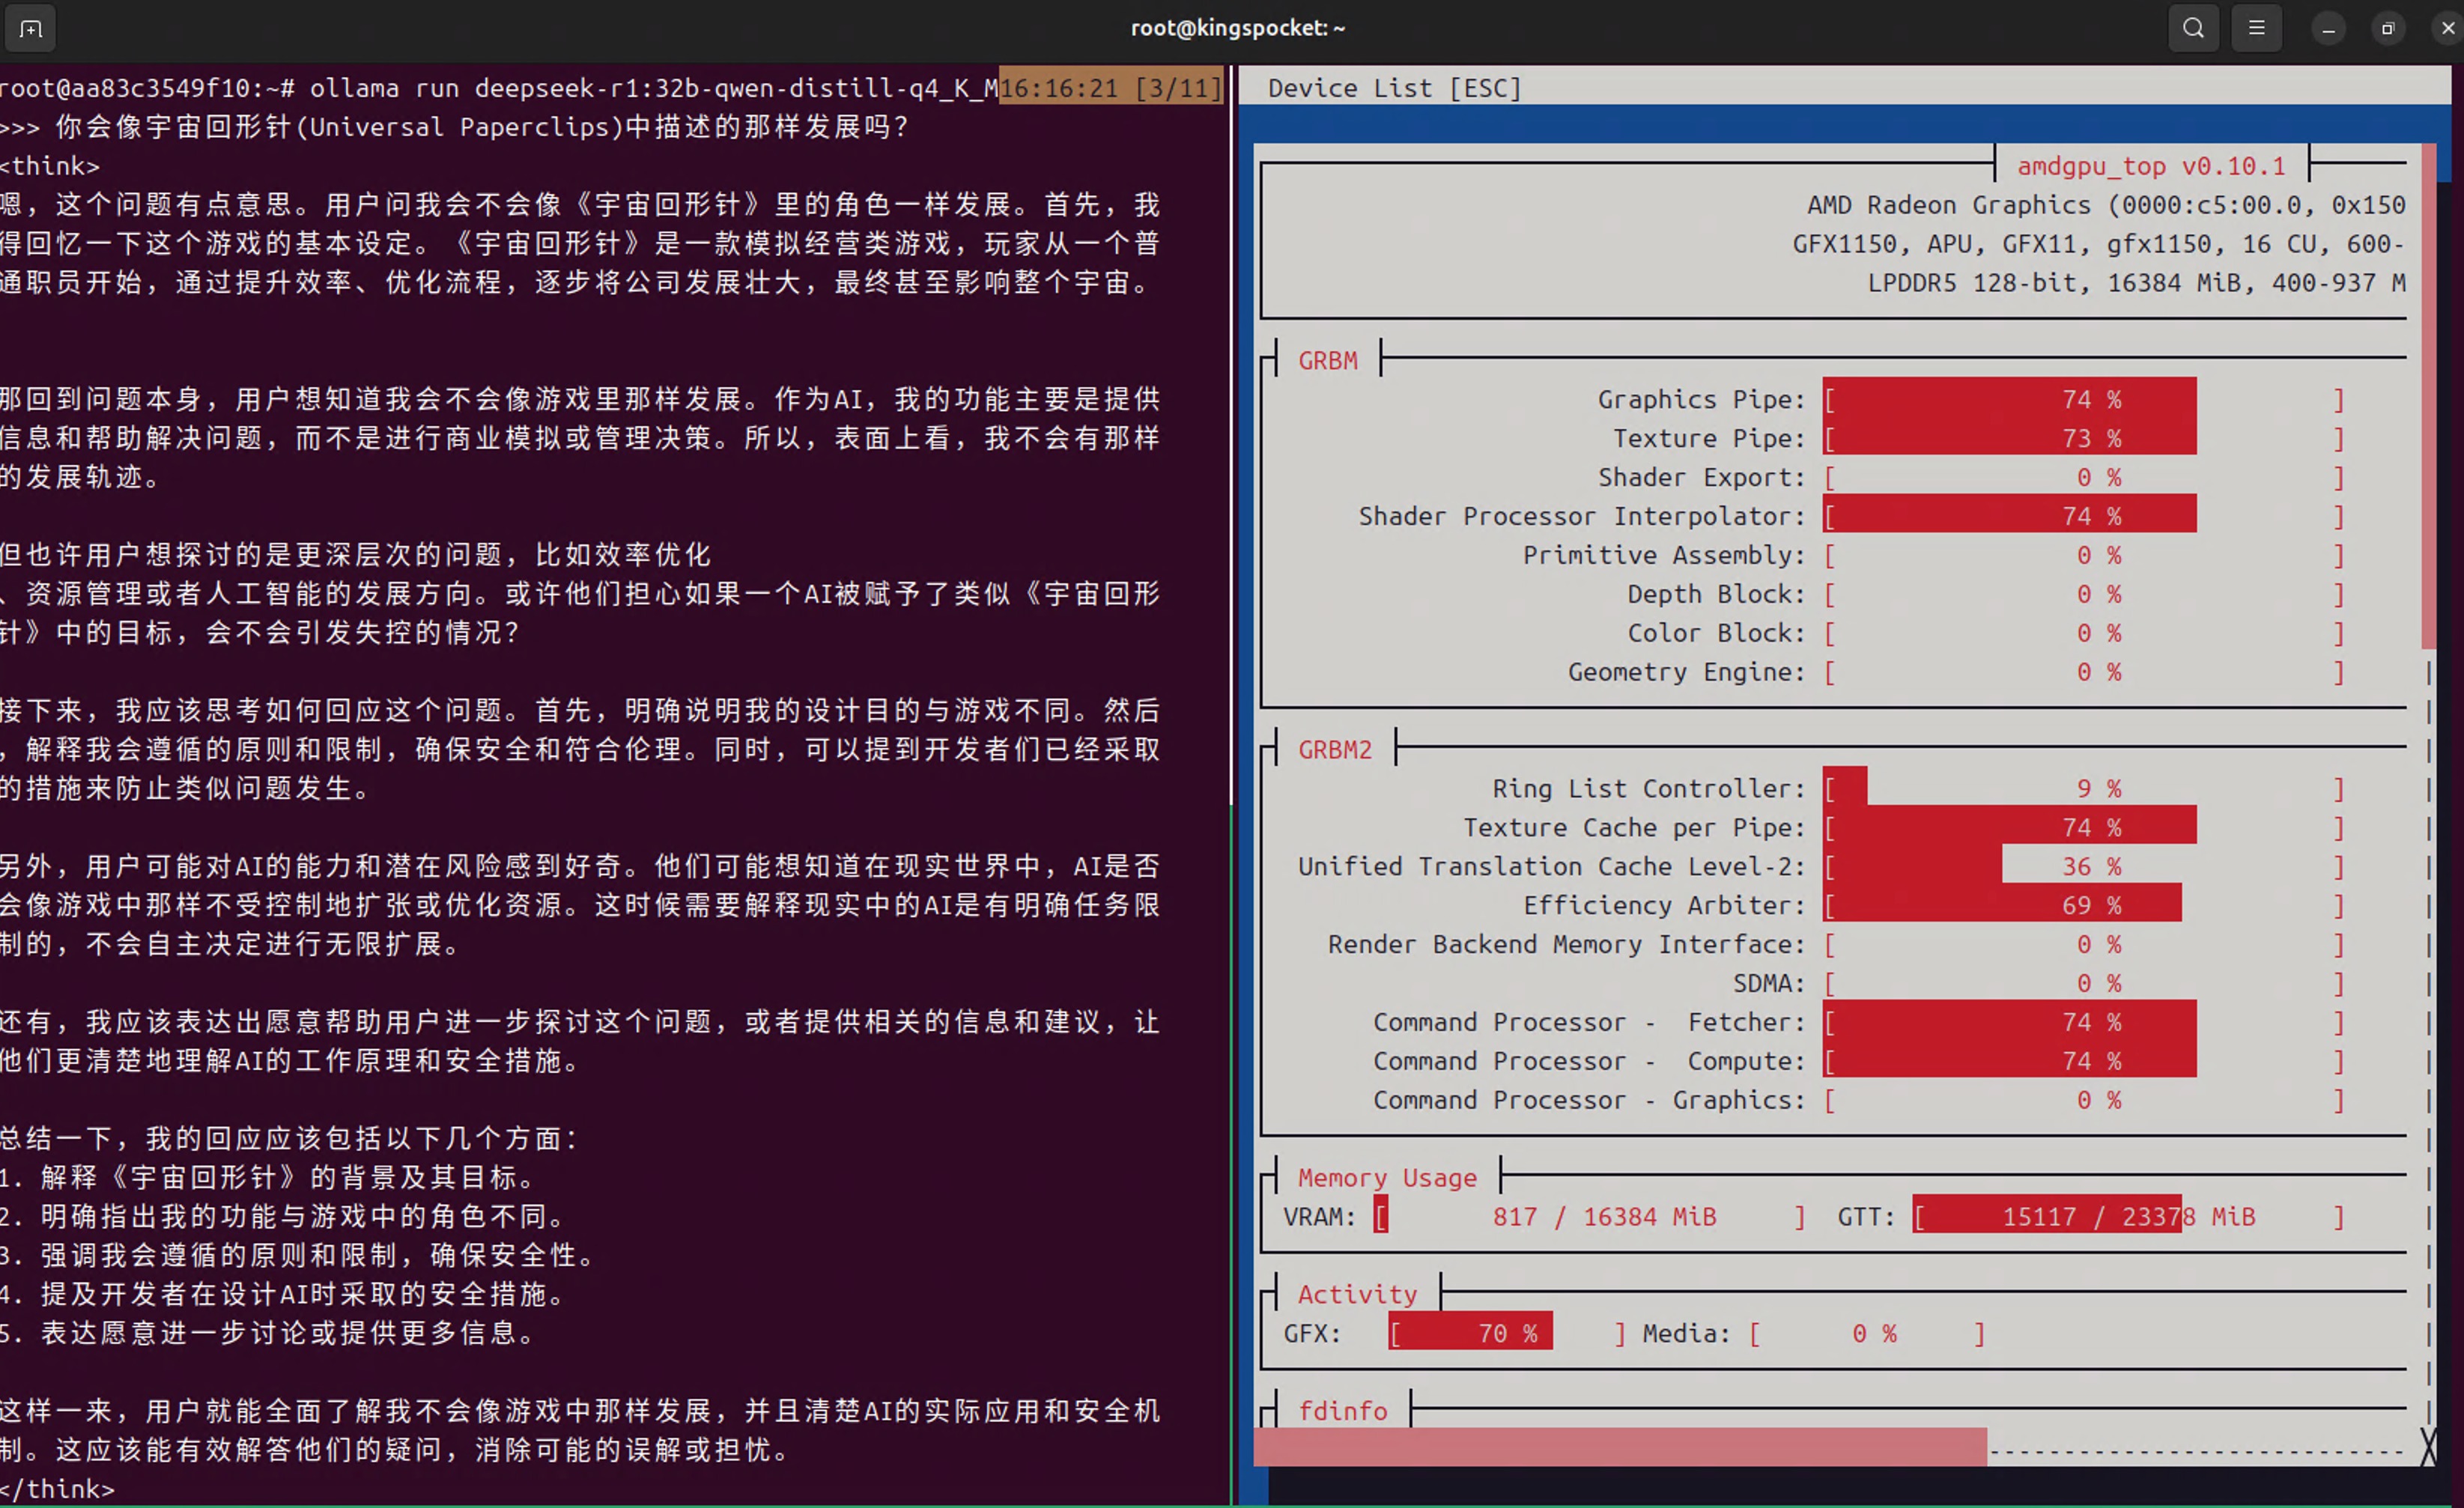 root@kingspocket: ~
root@aa83c3549f10:~# ollama run deepseek-r1:32b-qwen-distill-q4_K_M16:16:21 [3/11]
>>> 你会像宇宙回形针(Universal Paperclips)中描述的那样发展吗?
<think>
嗯，这个问题有点意思。用户问我会不会像《宇宙回形针》里的角色一样发展。首先，我
得回忆一下这个游戏的基本设定。《宇宙回形针》是一款模拟经营类游戏，玩家从一个普
通职员开始，通过提升效率、优化流程，逐步将公司发展壮大，最终甚至影响整个宇宙。
那回到问题本身，用户想知道我会不会像游戏里那样发展。作为AI，我的功能主要是提供
信息和帮助解决问题，而不是进行商业模拟或管理决策。所以，表面上看，我不会有那样
的发展轨迹。
但也许用户想探讨的是更深层次的问题，比如效率优化
、资源管理或者人工智能的发展方向。或许他们担心如果一个AI被赋予了类似《宇宙回形
针》中的目标，会不会引发失控的情况？
接下来，我应该思考如何回应这个问题。首先，明确说明我的设计目的与游戏不同。然后
，解释我会遵循的原则和限制，确保安全和符合伦理。同时，可以提到开发者们已经采取
的措施来防止类似问题发生。
另外，用户可能对AI的能力和潜在风险感到好奇。他们可能想知道在现实世界中，AI是否
会像游戏中那样不受控制地扩张或优化资源。这时候需要解释现实中的AI是有明确任务限
制的，不会自主决定进行无限扩展。
还有，我应该表达出愿意帮助用户进一步探讨这个问题，或者提供相关的信息和建议，让
他们更清楚地理解AI的工作原理和安全措施。
总结一下，我的回应应该包括以下几个方面：
1. 解释《宇宙回形针》的背景及其目标。
2. 明确指出我的功能与游戏中的角色不同。
3. 强调我会遵循的原则和限制，确保安全性。
4. 提及开发者在设计AI时采取的安全措施。
5. 表达愿意进一步讨论或提供更多信息。
这样一来，用户就能全面了解我不会像游戏中那样发展，并且清楚AI的实际应用和安全机
制。这应该能有效解答他们的疑问，消除可能的误解或担忧。
</think>
Device List [ESC]
amdgpu_top v0.10.1
AMD Radeon Graphics (0000:c5:00.0, 0x150
GFX1150, APU, GFX11, gfx1150, 16 CU, 600-
LPDDR5 128-bit, 16384 MiB, 400-937 M
GRBM
Graphics Pipe: [ 74 % ]
Texture Pipe: [ 73 % ]
Shader Export: [ 0 % ]
Shader Processor Interpolator: [ 74 % ]
Primitive Assembly: [ 0 % ]
Depth Block: [ 0 % ]
Color Block: [ 0 % ]
Geometry Engine: [ 0 % ]
GRBM2
Ring List Controller: [ 9 % ]
Texture Cache per Pipe: [ 74 % ]
Unified Translation Cache Level-2: [ 36 % ]
Efficiency Arbiter: [ 69 % ]
Render Backend Memory Interface: [ 0 % ]
SDMA: [ 0 % ]
Command Processor -  Fetcher: [ 74 % ]
Command Processor -  Compute: [ 74 % ]
Command Processor - Graphics: [ 0 % ]
Memory Usage
VRAM: [ 817 / 16384 MiB ] GTT: [ 15117 / 23378 MiB ]
Activity
GFX: [ 70 % ] Media: [ 0 % ]
fdinfo